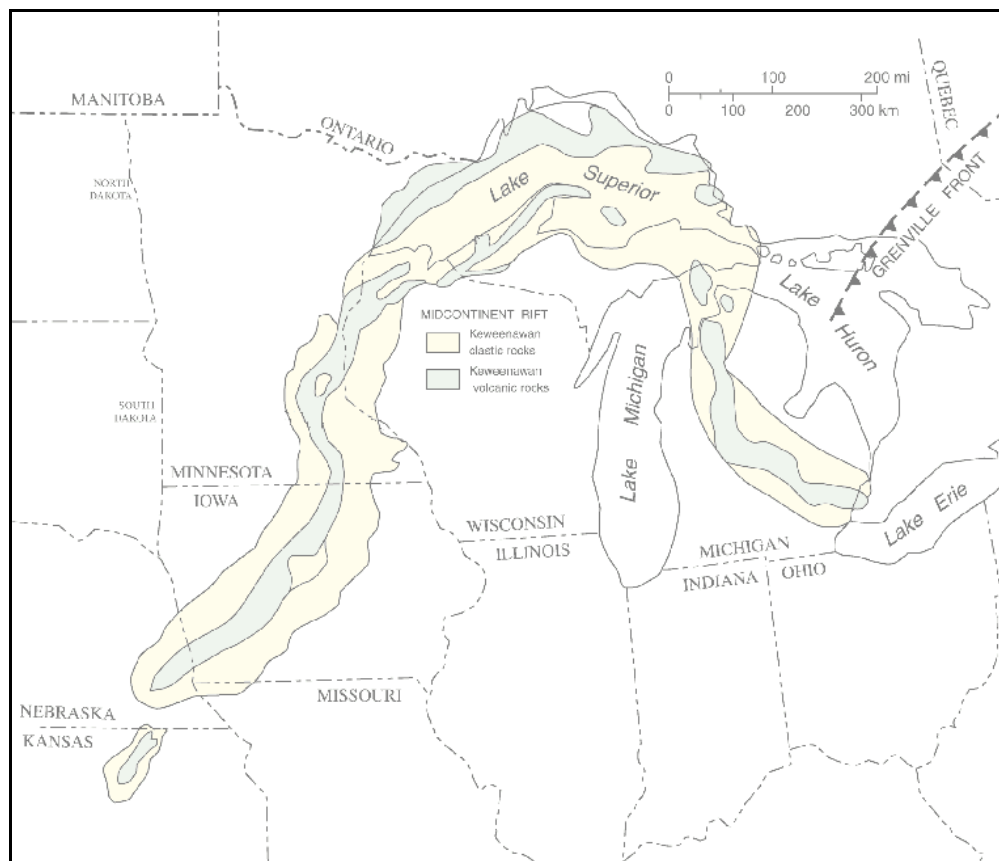 0 100 200 mi
0 100 200 300 km
MANITOBA
ONTARIO
QUEBEC
NORTH
DAKOTA
Lake Superior
GRENVILLE FRONT
Lake
Huron
MIDCONTINENT RIFT
Keweenawan
clastic rocks
Keweenawan
volcanic rocks
Lake Michigan
SOUTH
DAKOTA
MINNESOTA
IOWA
WISCONSIN
ILLINOIS
Lake Erie
MICHIGAN
INDIANA
OHIO
MISSOURI
NEBRASKA
KANSAS